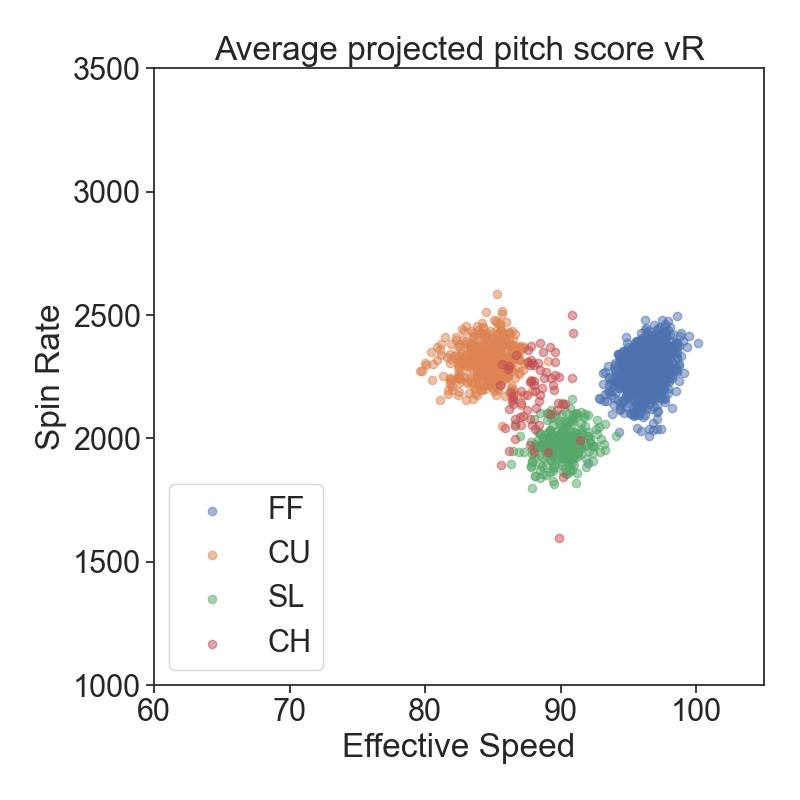 Average projected pitch score vR
3500
3000
2500
2000
1500
1000
Spin Rate
FF
CU
SL
CH
60 70 80 90 100
Effective Speed